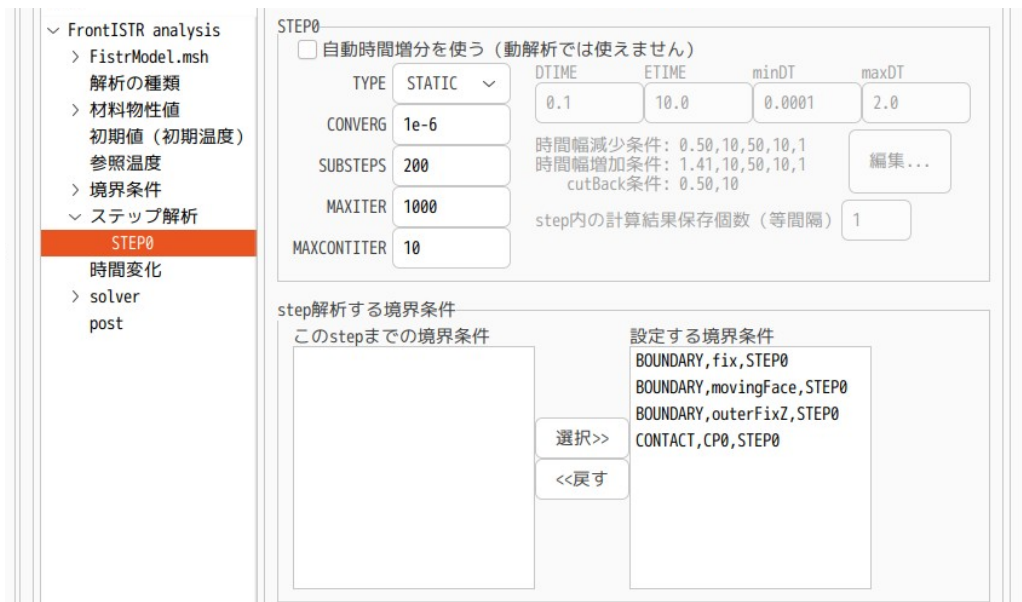 FrontISTR analysis
FistrModel.msh
解析の種類
材料物性値
初期値（初期温度）
参照温度
境界条件
ステップ解析
STEP0
時間変化
solver
post
STEP0
自動時間増分を使う（動解析では使えません）
TYPE STATIC
CONVERG 1e-6
SUBSTEPS 200
MAXITER 1000
MAXCONTITER 10
DTIME ETIME minDT maxDT
0.1 10.0 0.0001 2.0
時間幅減少条件: 0.50,10,50,10,1
時間幅増加条件: 1.41,10,50,10,1
cutBack条件: 0.50,10
編集...
step内の計算結果保存個数（等間隔） 1
step解析する境界条件
このstepまでの境界条件
選択>>
<<戻す
設定する境界条件
BOUNDARY,fix,STEP0
BOUNDARY,movingFace,STEP0
BOUNDARY,outerFixZ,STEP0
CONTACT,CP0,STEP0